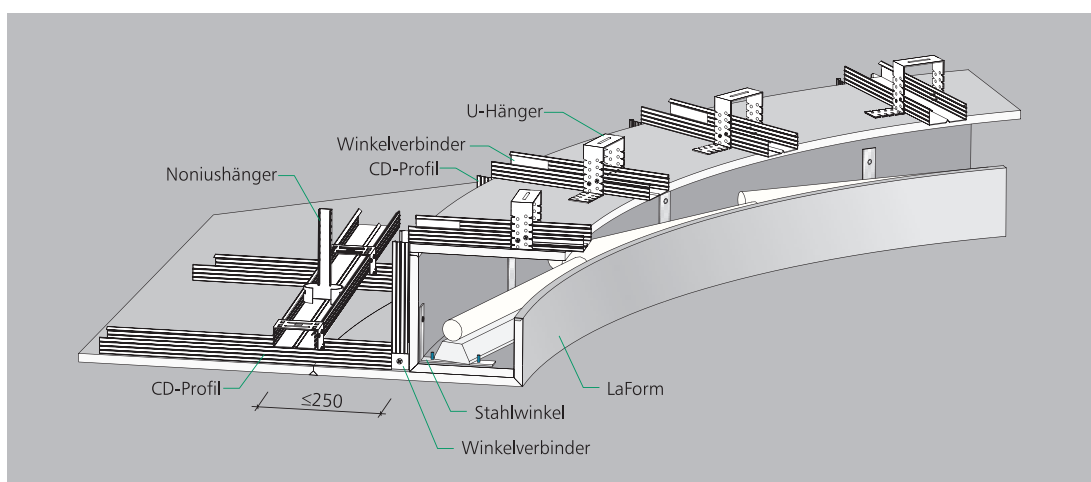 U-Hänger
Winkelverbinder
CD-Profil
Noniushänger
CD-Profil
≤250
LaForm
Stahlwinkel
Winkelverbinder